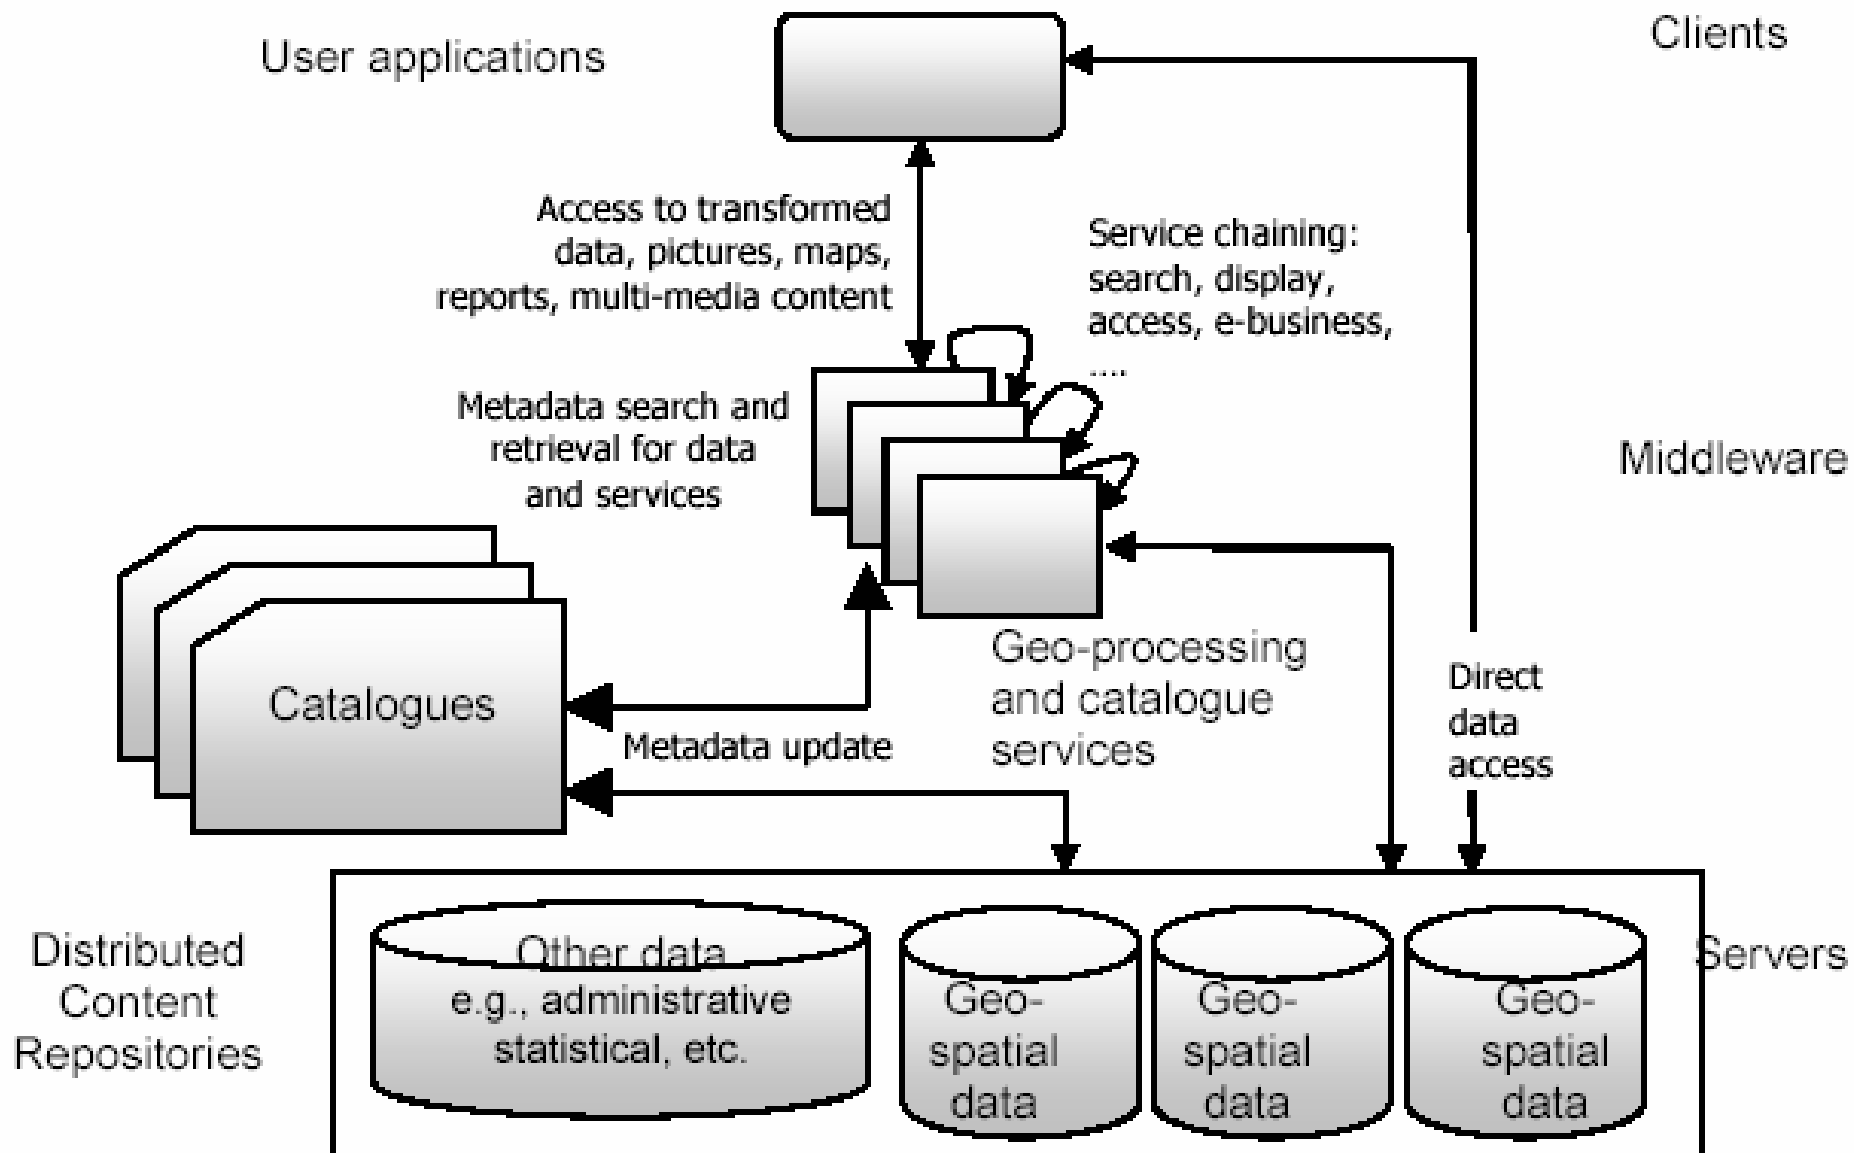 User applications
Clients
Access to transformed
data, pictures, maps,
reports, multi-media content
Service chaining:
search, display,
access, e-business,
....
Metadata search and
retrieval for data
and services
Middleware
Catalogues
Geo-processing
and catalogue
services
Metadata update
Direct
data
access
Distributed
Content
Repositories
Other data
e.g., administrative
statistical, etc.
Geo-
spatial
data
Geo-
spatial
data
Geo-
spatial
data
Servers